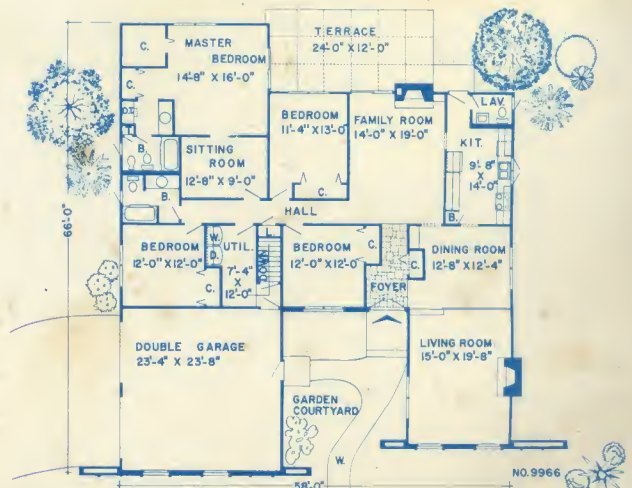 TERRACE
24'-0" X 12'-0"
C.
MASTER
BEDROOM
14'-8" X 16'-0"
C.
B.
BEDROOM
11'-4" X 13'-0
C.
FAMILY ROOM
14'-0" X 19'-0"
LAV.
KIT.
9'-8"
X
14'-0"
B.
SITTING
ROOM
12'-8" X 9'-0"
B.
HALL
66'-0"
BEDROOM
12'-0" X 12'-0"
C.
W.
D.
UTIL.
7'-4"
X
12'-0"
L.
DOWN
BEDROOM
12'-0" X 12'-0
C.
FOYER
C.
DINING ROOM
12'-8" X 12'-4"
DOUBLE GARAGE
23'-4" X 23'-8"
LIVING ROOM
15'-0" X 19'-8"
GARDEN
COURTYARD
W.
NO. 9966
58'-0"